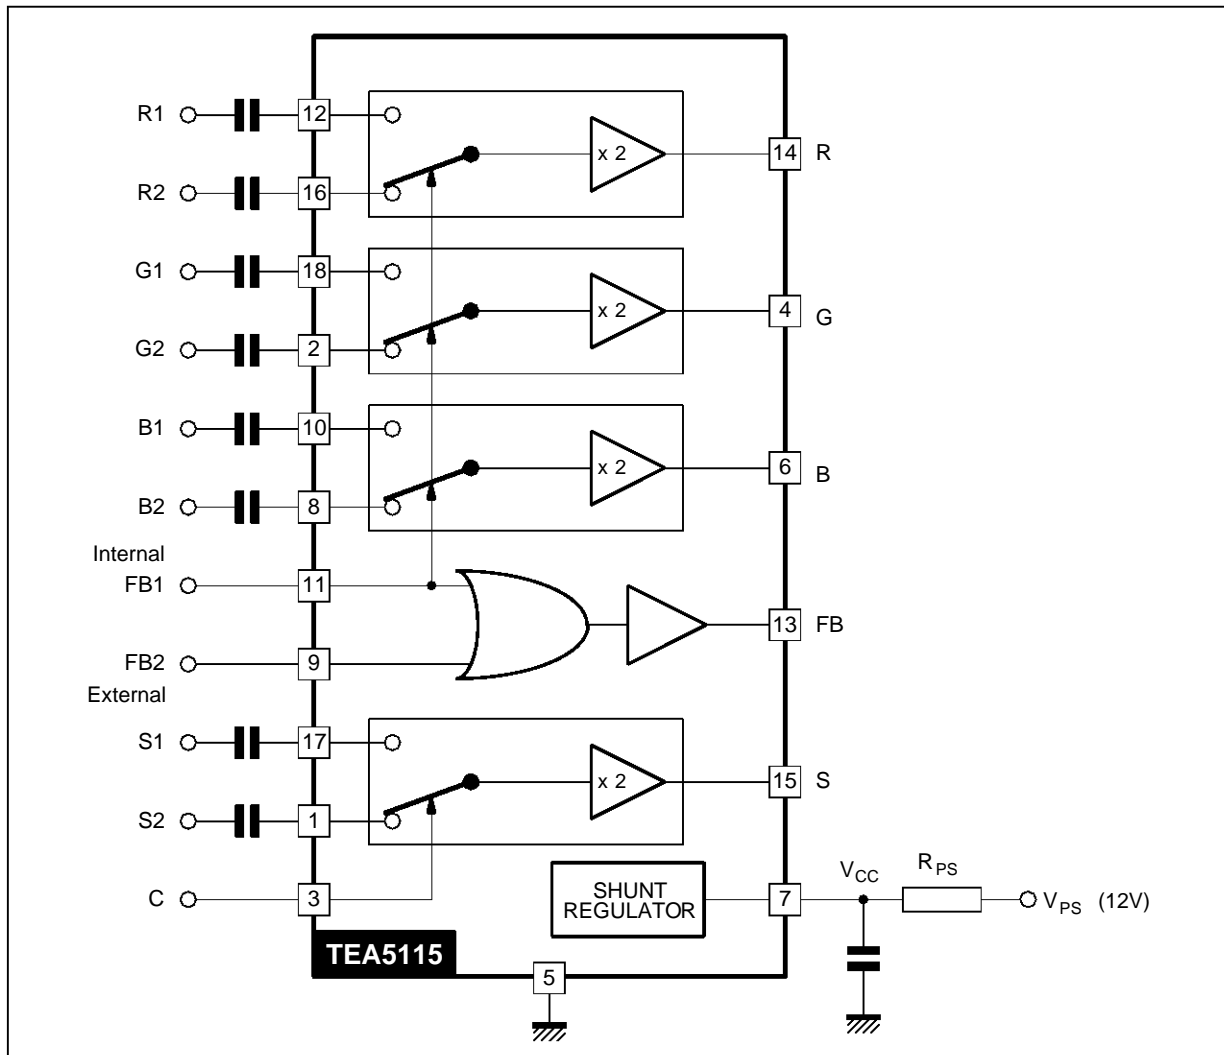 R1 12
x 2 14 R
R2 16
G1 18
x 2 4 G
G2 2
B1 10
x 2 6 B
B2 8
Internal
FB1 11
13 FB
FB2 9
External
S1 17
x 2 15 S
S2 1
C 3
SHUNT
REGULATOR
7
VCC
RPS
VPS (12V)
TEA5115
5